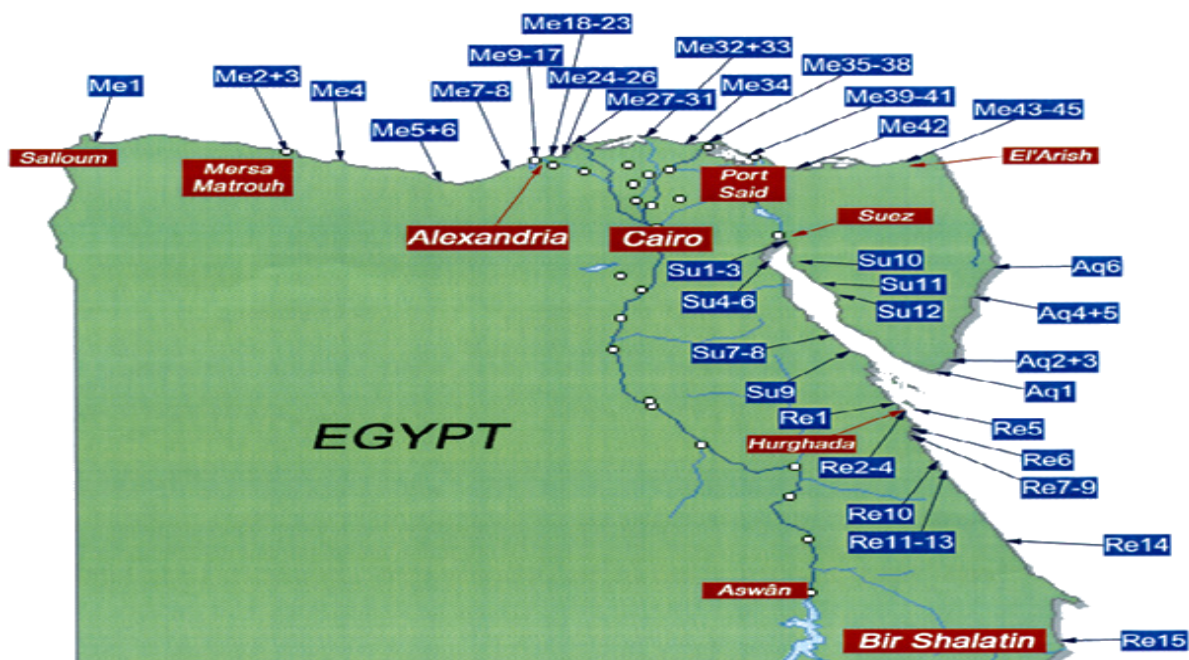 Me18-23
Me9-17
Me32+33
Me35-38
Me1
Me2+3
Me4
Me7-8
Me24-26
Me27-31
Me34
Me39-41
Me43-45
Me5+6
Me42
Salloum
Mersa
Matrouh
Port
Said
El'Arish
Alexandria
Cairo
Suez
Su1-3
Su10
Aq6
Su4-6
Su11
Su12
Aq4+5
Su7-8
Aq2+3
Su9
Aq1
Re1
Re5
EGYPT
Hurghada
Re2-4
Re6
Re7-9
Re10
Re11-13
Re14
Aswân
Bir Shalatin
Re15